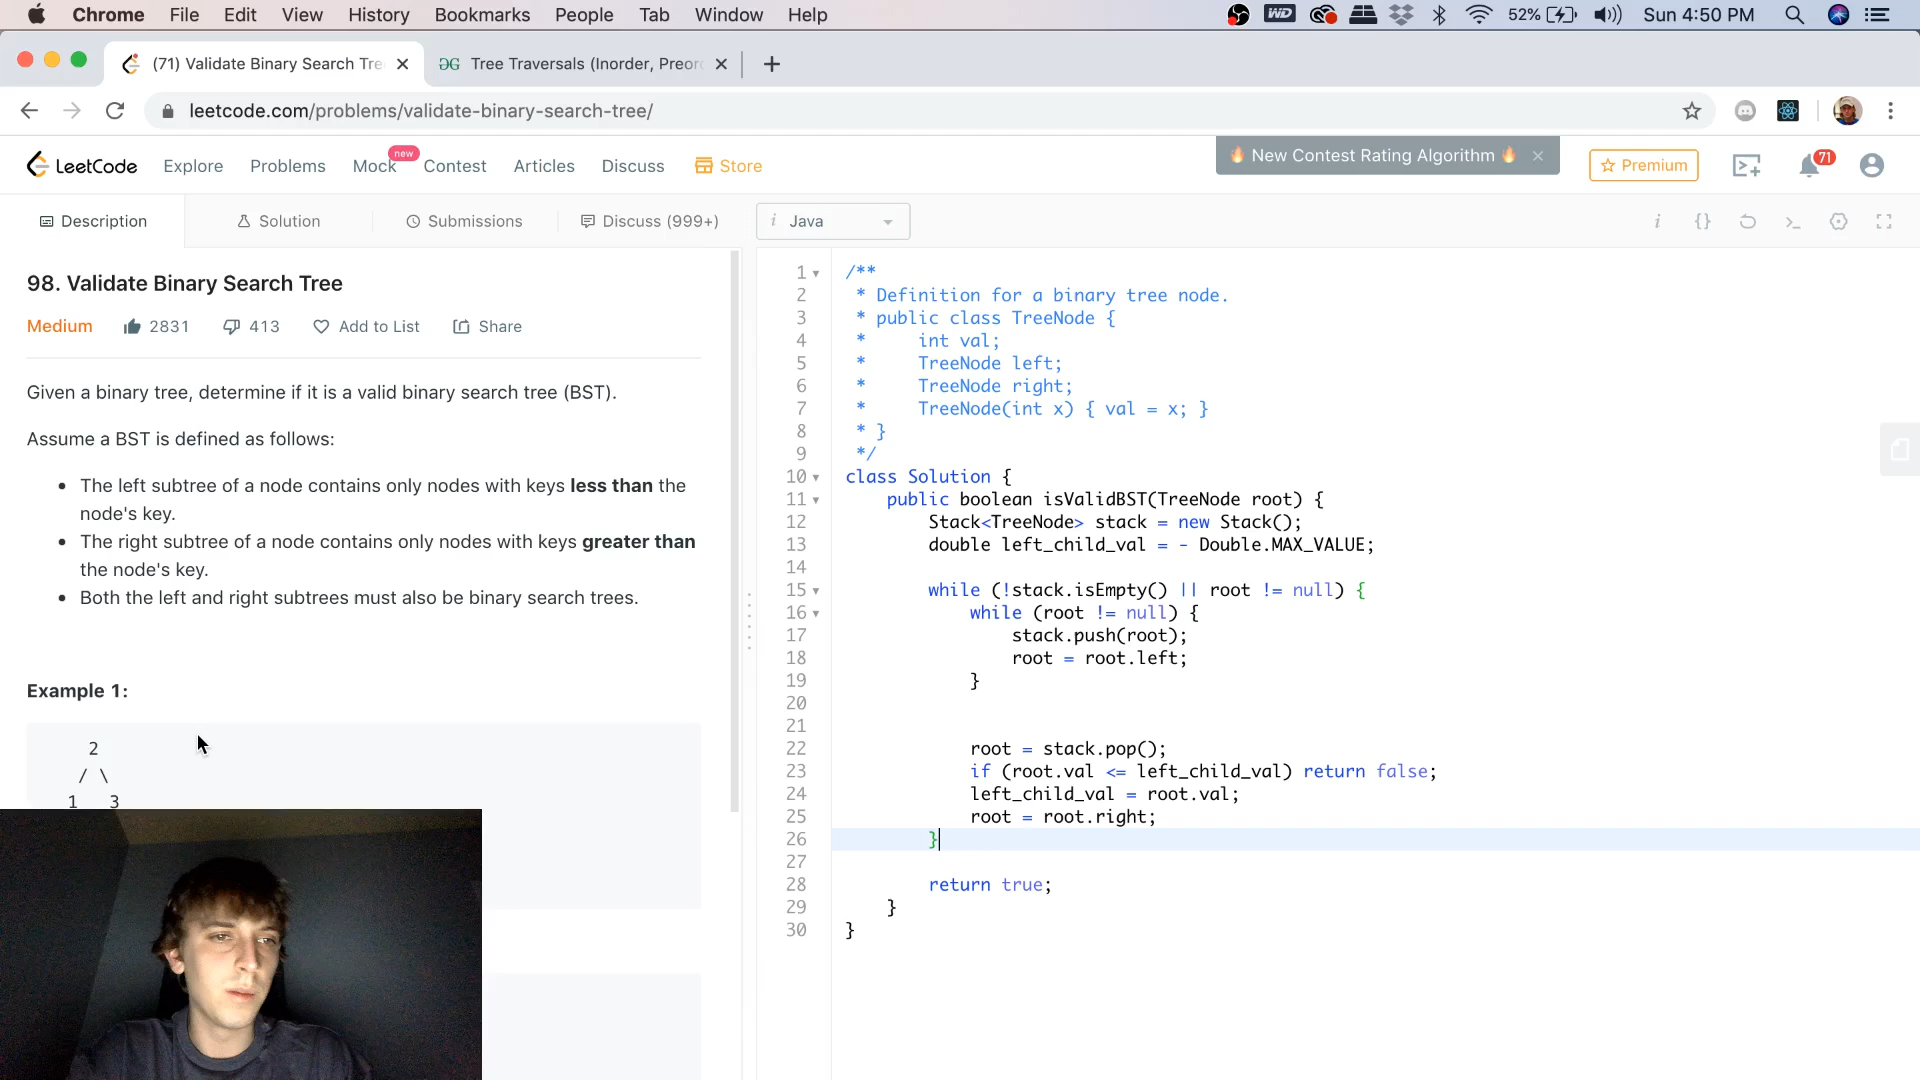 Chrome File Edit View History Bookmarks People Tab Window Help WD 52% Sun 4:50 PM
(71) Validate Binary Search Tre
Tree Traversals (Inorder, Preor
leetcode.com/problems/validate-binary-search-tree/
LeetCode Explore Problems Mock new Contest Articles Discuss Store
New Contest Rating Algorithm
Premium
71
Description Solution Submissions Discuss (999+)
i Java
i {} >_
98. Validate Binary Search Tree
Medium 2831 413 Add to List Share
Given a binary tree, determine if it is a valid binary search tree (BST).
Assume a BST is defined as follows:
• The left subtree of a node contains only nodes with keys less than the
node's key.
• The right subtree of a node contains only nodes with keys greater than
the node's key.
• Both the left and right subtrees must also be binary search trees.
Example 1:
2
/ \
1 3
1 /**
2 * Definition for a binary tree node.
3 * public class TreeNode {
4 *     int val;
5 *     TreeNode left;
6 *     TreeNode right;
7 *     TreeNode(int x) { val = x; }
8 * }
9 */
10 class Solution {
11     public boolean isValidBST(TreeNode root) {
12         Stack<TreeNode> stack = new Stack();
13         double left_child_val = - Double.MAX_VALUE;
14
15         while (!stack.isEmpty() || root != null) {
16             while (root != null) {
17                 stack.push(root);
18                 root = root.left;
19             }
20
21
22             root = stack.pop();
23             if (root.val <= left_child_val) return false;
24             left_child_val = root.val;
25             root = root.right;
26         }
27
28         return true;
29     }
30 }